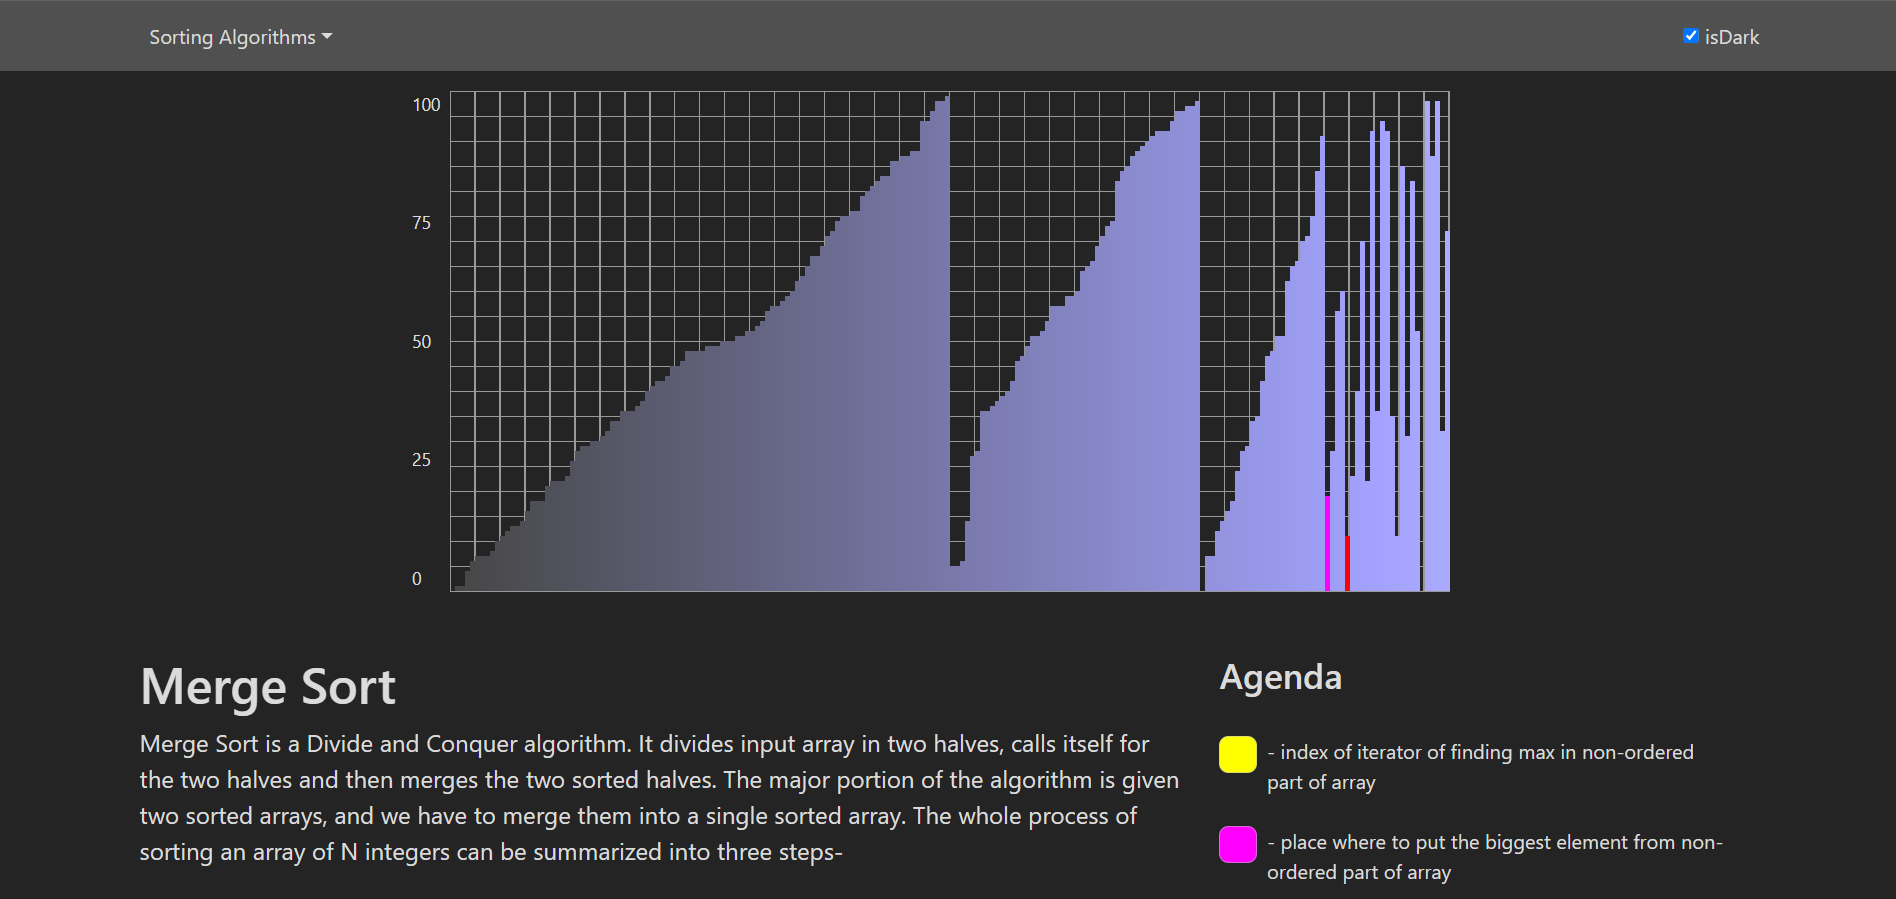 Sorting Algorithms
isDark
100
75
50
25
0
Merge Sort
Merge Sort is a Divide and Conquer algorithm. It divides input array in two halves, calls itself for
the two halves and then merges the two sorted halves. The major portion of the algorithm is given
two sorted arrays, and we have to merge them into a single sorted array. The whole process of
sorting an array of N integers can be summarized into three steps-
Agenda
- index of iterator of finding max in non-ordered
part of array
- place where to put the biggest element from non-
ordered part of array